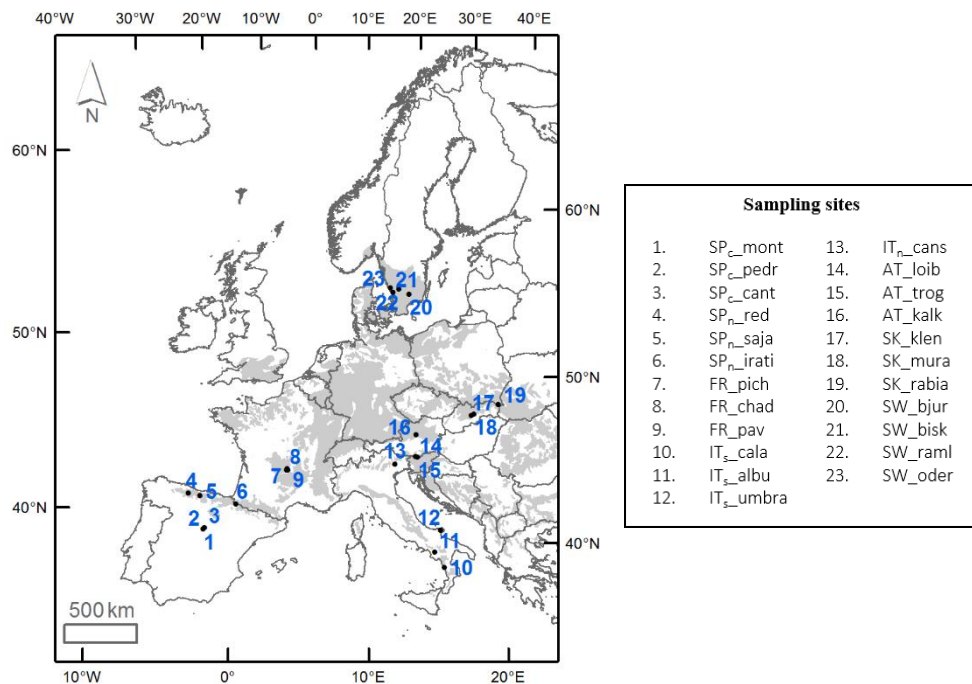 40°W 30°W 20°W 10°W 0° 10°E 20°E 30°E 40°E
N
60°N
60°N
23 21
22 20
50°N
50°N
17 19
16 18
13 14
15
8
7 9
4 5 6
40°N
2 3
1
12
11
10
40°N
500 km
10°W 0° 10°E 20°E
Sampling sites
1. SPc_mont 13. ITn_cans
2. SPc_pedr 14. AT_loib
3. SPc_cant 15. AT_trog
4. SPn_red 16. AT_kalk
5. SPn_saja 17. SK_klen
6. SPn_irati 18. SK_mura
7. FR_pich 19. SK_rabia
8. FR_chad 20. SW_bjur
9. FR_pav 21. SW_bisk
10. ITs_cala 22. SW_raml
11. ITs_albu 23. SW_oder
12. ITs_umbra